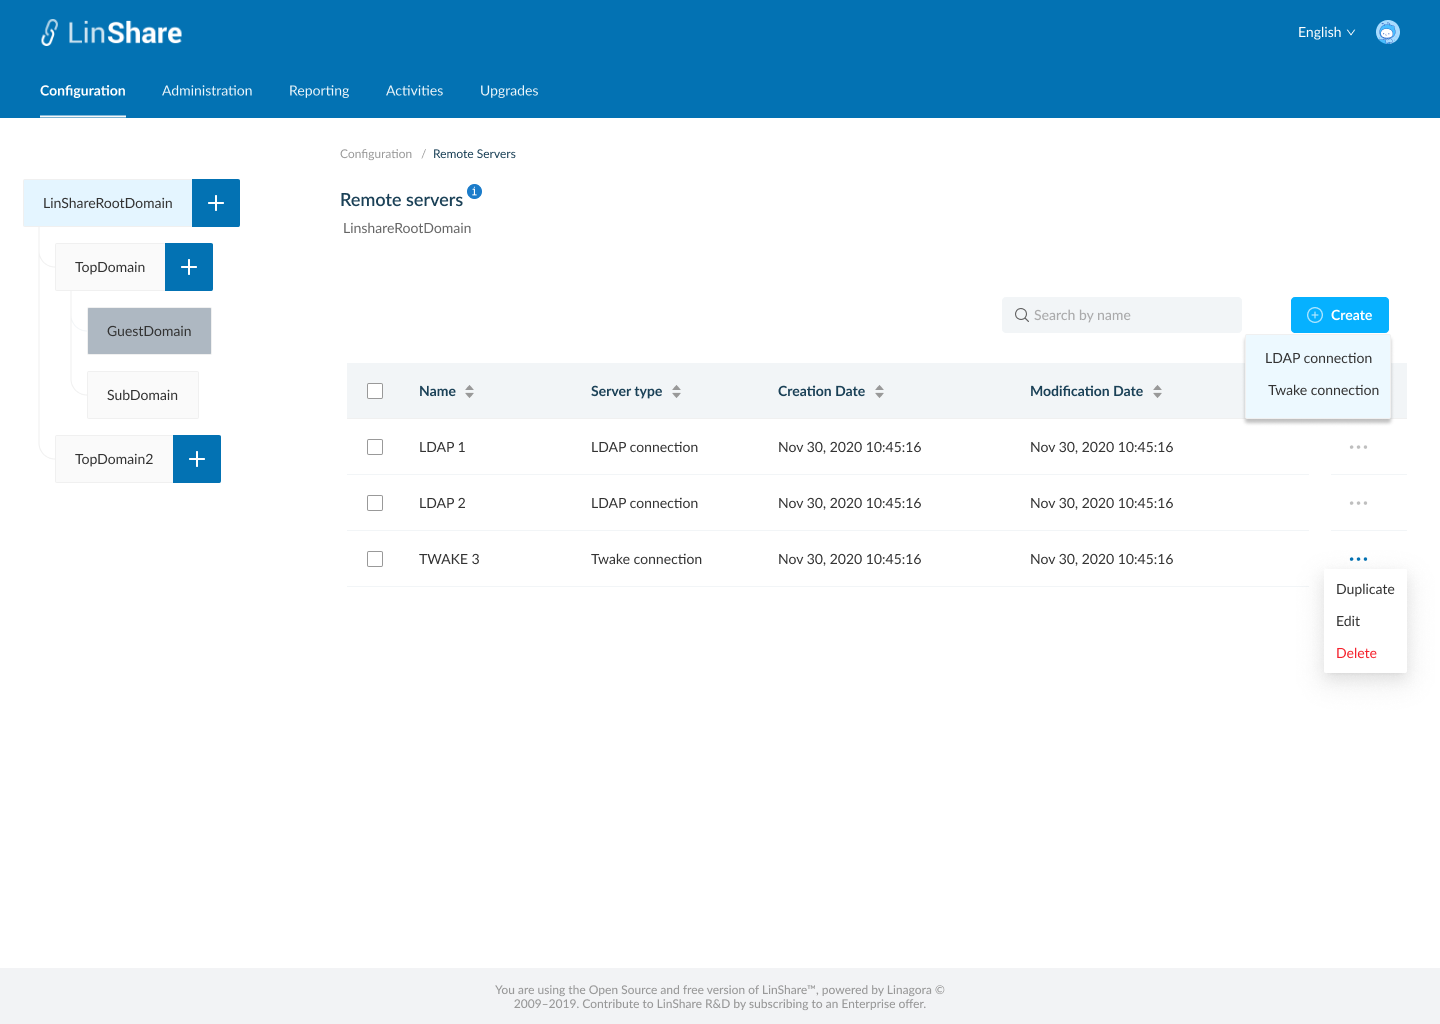 LinShare
English
Configuration Administration Reporting Activities Upgrades
Configuration / Remote Servers
LinShareRootDomain
TopDomain
GuestDomain
SubDomain
TopDomain2
Remote servers
LinshareRootDomain
Search by name
Create
LDAP connection
Twake connection
Name Server type Creation Date Modification Date
LDAP 1 LDAP connection Nov 30, 2020 10:45:16 Nov 30, 2020 10:45:16
LDAP 2 LDAP connection Nov 30, 2020 10:45:16 Nov 30, 2020 10:45:16
TWAKE 3 Twake connection Nov 30, 2020 10:45:16 Nov 30, 2020 10:45:16
Duplicate
Edit
Delete
You are using the Open Source and free version of LinShare™, powered by Linagora ©
2009–2019. Contribute to LinShare R&D by subscribing to an Enterprise offer.